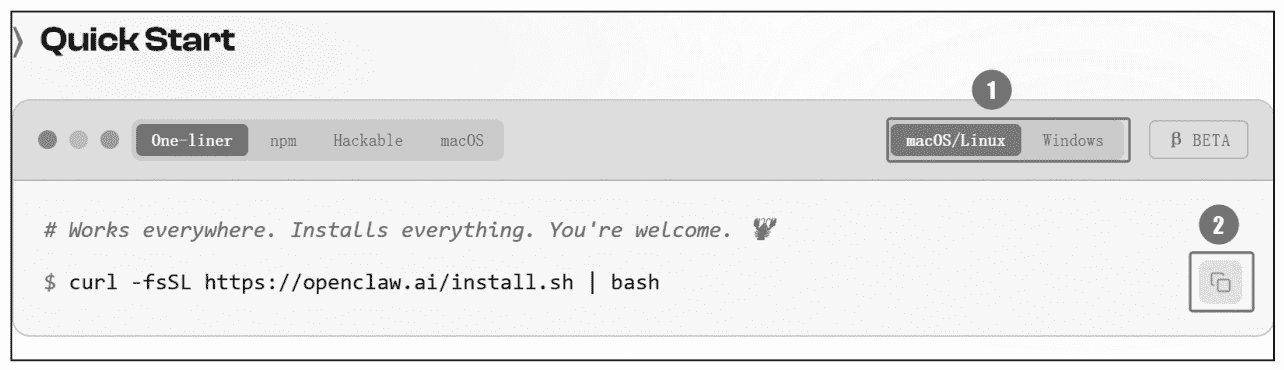 Quick Start
1
One-liner npm Hackable macOS macOS/Linux Windows β BETA
# Works everywhere. Installs everything. You're welcome. 🦞
2
$ curl -fsSL https://openclaw.ai/install.sh | bash